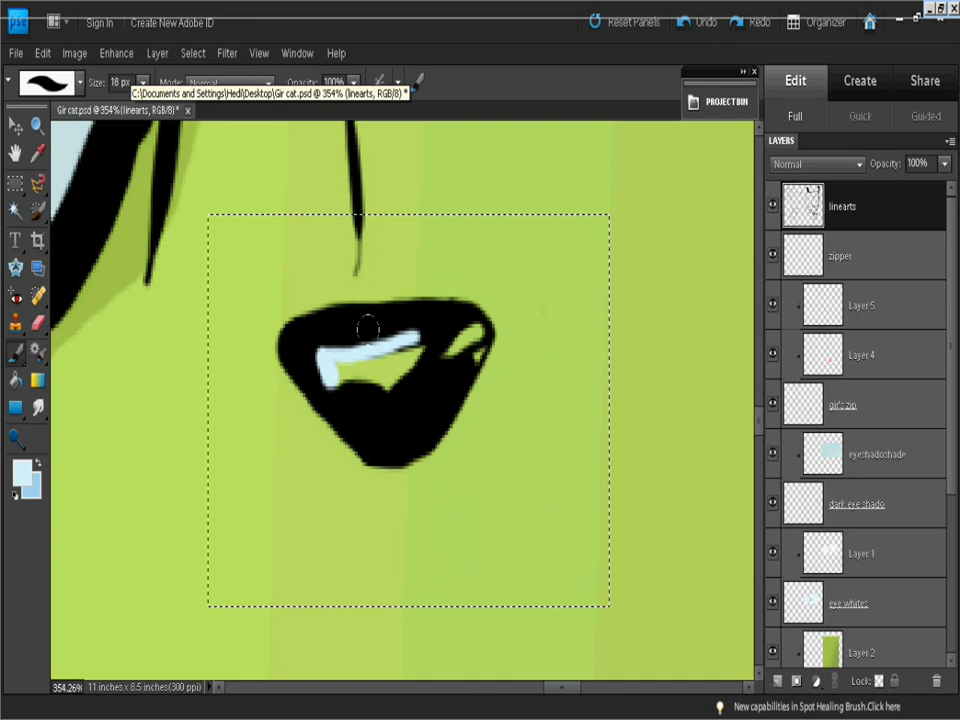 pse Sign In Create New Adobe ID Reset Panels Undo Redo Organizer
File Edit Image Enhance Layer Select Filter View Window Help
Size: 18 px Mode: Normal Opacity: 100%
C:\Documents and Settings\Hedi\Desktop\Gir cat.psd @ 354% (linearts, RGB/8) *
Gir cat.psd @ 354% (linearts, RGB/8) * x
PROJECT BIN
Edit Create Share
Full Quick Guided
LAYERS
Normal Opacity: 100%
linearts
zipper
Layer 5
Layer 4
girl's zip
eyeshadoshade
dark eye shado
Layer 1
eye whites
Layer 2
Lock:
354.26% 11 inches x 8.5 inches (300 ppi)
New capabilities in Spot Healing Brush.Click here